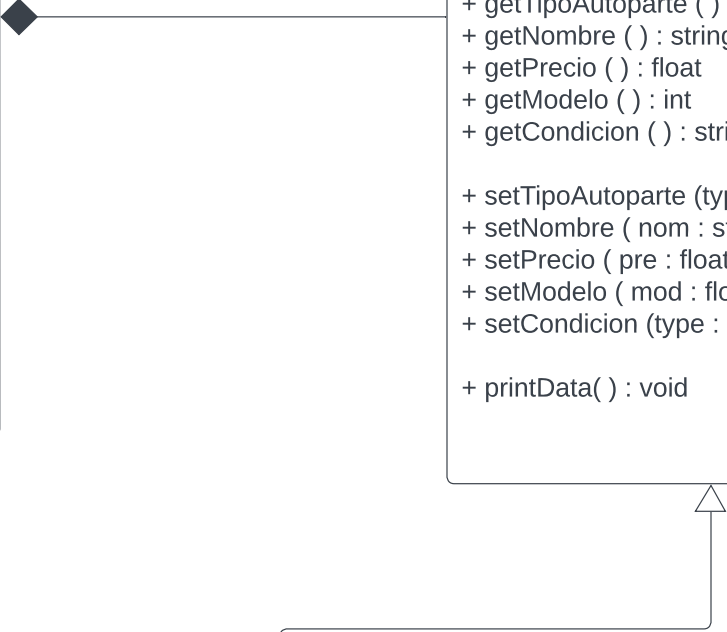 + getTipoAutoparte ( )
+ getNombre ( ) : string
+ getPrecio ( ) : float
+ getModelo ( ) : int
+ getCondicion ( ) : stri
+ setTipoAutoparte (typ
+ setNombre ( nom : st
+ setPrecio ( pre : float
+ setModelo ( mod : flo
+ setCondicion (type :
+ printData( ) : void